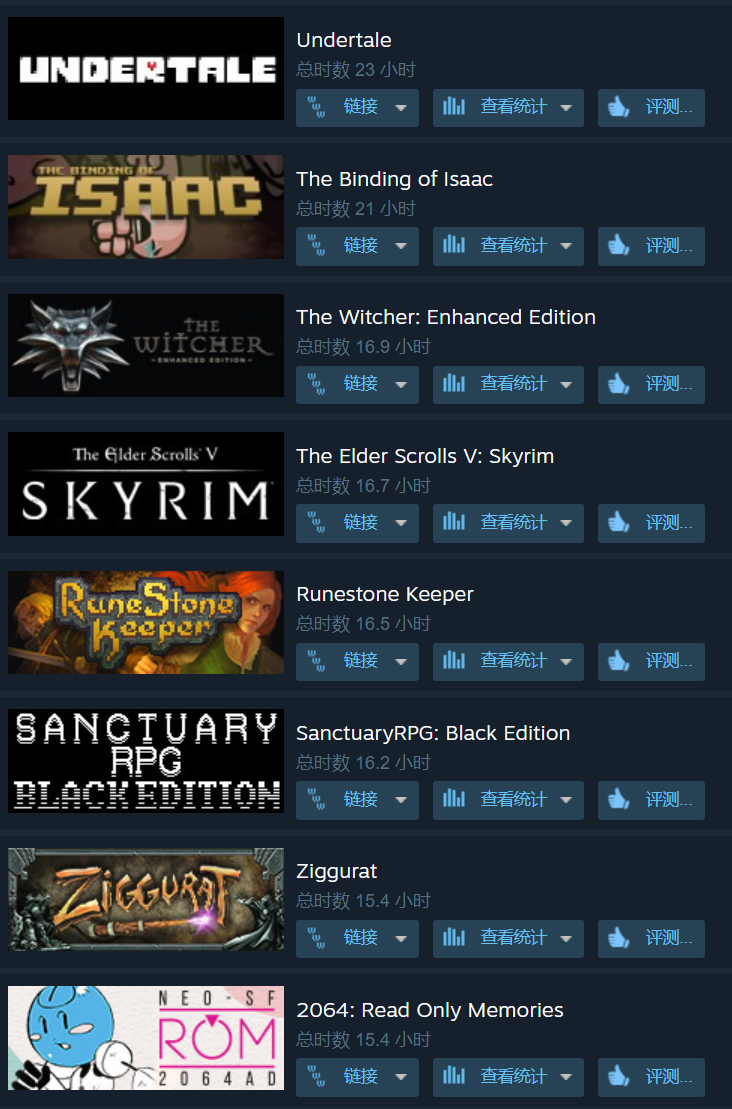 UNDERTALE
Undertale
总时数 23 小时
链接 查看统计 评测...
THE BINDING OF
ISAAC
The Binding of Isaac
总时数 21 小时
链接 查看统计 评测...
THE
WITCHER
-ENHANCED EDITION-
The Witcher: Enhanced Edition
总时数 16.9 小时
链接 查看统计 评测...
The Elder Scrolls V
SKYRIM
The Elder Scrolls V: Skyrim
总时数 16.7 小时
链接 查看统计 评测...
RuneStone
Keeper
Runestone Keeper
总时数 16.5 小时
链接 查看统计 评测...
SANCTUARY
RPG
BLACK EDITION
SanctuaryRPG: Black Edition
总时数 16.2 小时
链接 查看统计 评测...
ZIGGURAT
Ziggurat
总时数 15.4 小时
链接 查看统计 评测...
NEO-SF
ROM
2064AD
2064: Read Only Memories
总时数 15.4 小时
链接 查看统计 评测...